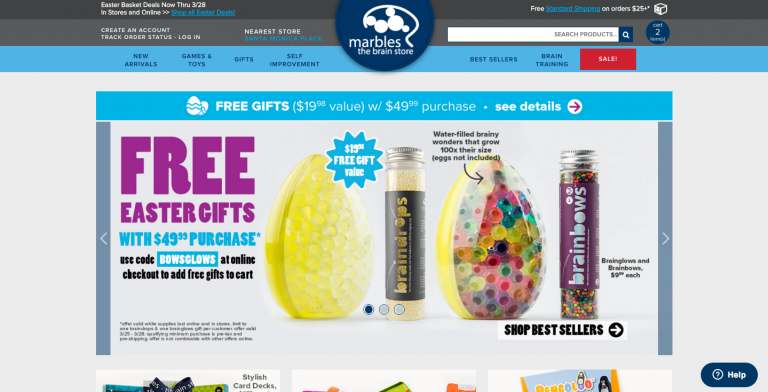 Easter Basket Deals Now Thru 3/28
In Stores and Online >> Shop all Easter Deals!
Free Standard Shipping on orders $25+*
CREATE AN ACCOUNT
TRACK ORDER STATUS - LOG IN
NEAREST STORE
SANTA MONICA PLACE
marbles
the brain store
SEARCH PRODUCTS...
cart
2
item(s)
NEW
ARRIVALS
GAMES &
TOYS
GIFTS
SELF
IMPROVEMENT
BEST SELLERS
BRAIN
TRAINING
SALE!
FREE GIFTS ($19.98 value) w/ $49.99 purchase • see details
FREE
EASTER GIFTS
WITH $49.99 PURCHASE*
use code BOWSGLOWS at online
checkout to add free gifts to cart
$19.98
FREE GIFT
value
Water-filled brainy
wonders that grow
100x their size
(eggs not included)
braindrops
brainbows
Brainglows and
Brainbows,
$9.99 each
*offer valid while supplies last online and in stores, limit to
one braindrops & one brainglows gift per customer. offer valid
3/25 - 3/28. qualifying minimum purchase is pre-tax and
pre-shipping. offer is not combinable with other offers online.
SHOP BEST SELLERS
Stylish
Card Decks,
Help